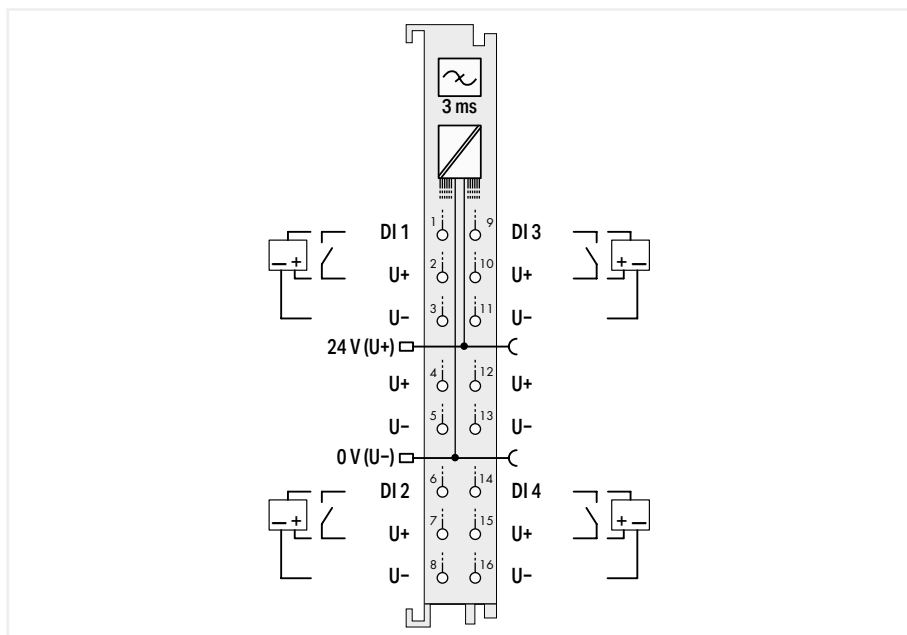 3 ms
DI 1 1 9 DI 3
− + U+ 2 10 U+ + −
U− 3 11 U−
24 V (U+)
U+ 4 12 U+
U− 5 13 U−
0 V (U−)
DI 2 6 14 DI 4
− + U+ 7 15 U+ + −
U− 8 16 U−